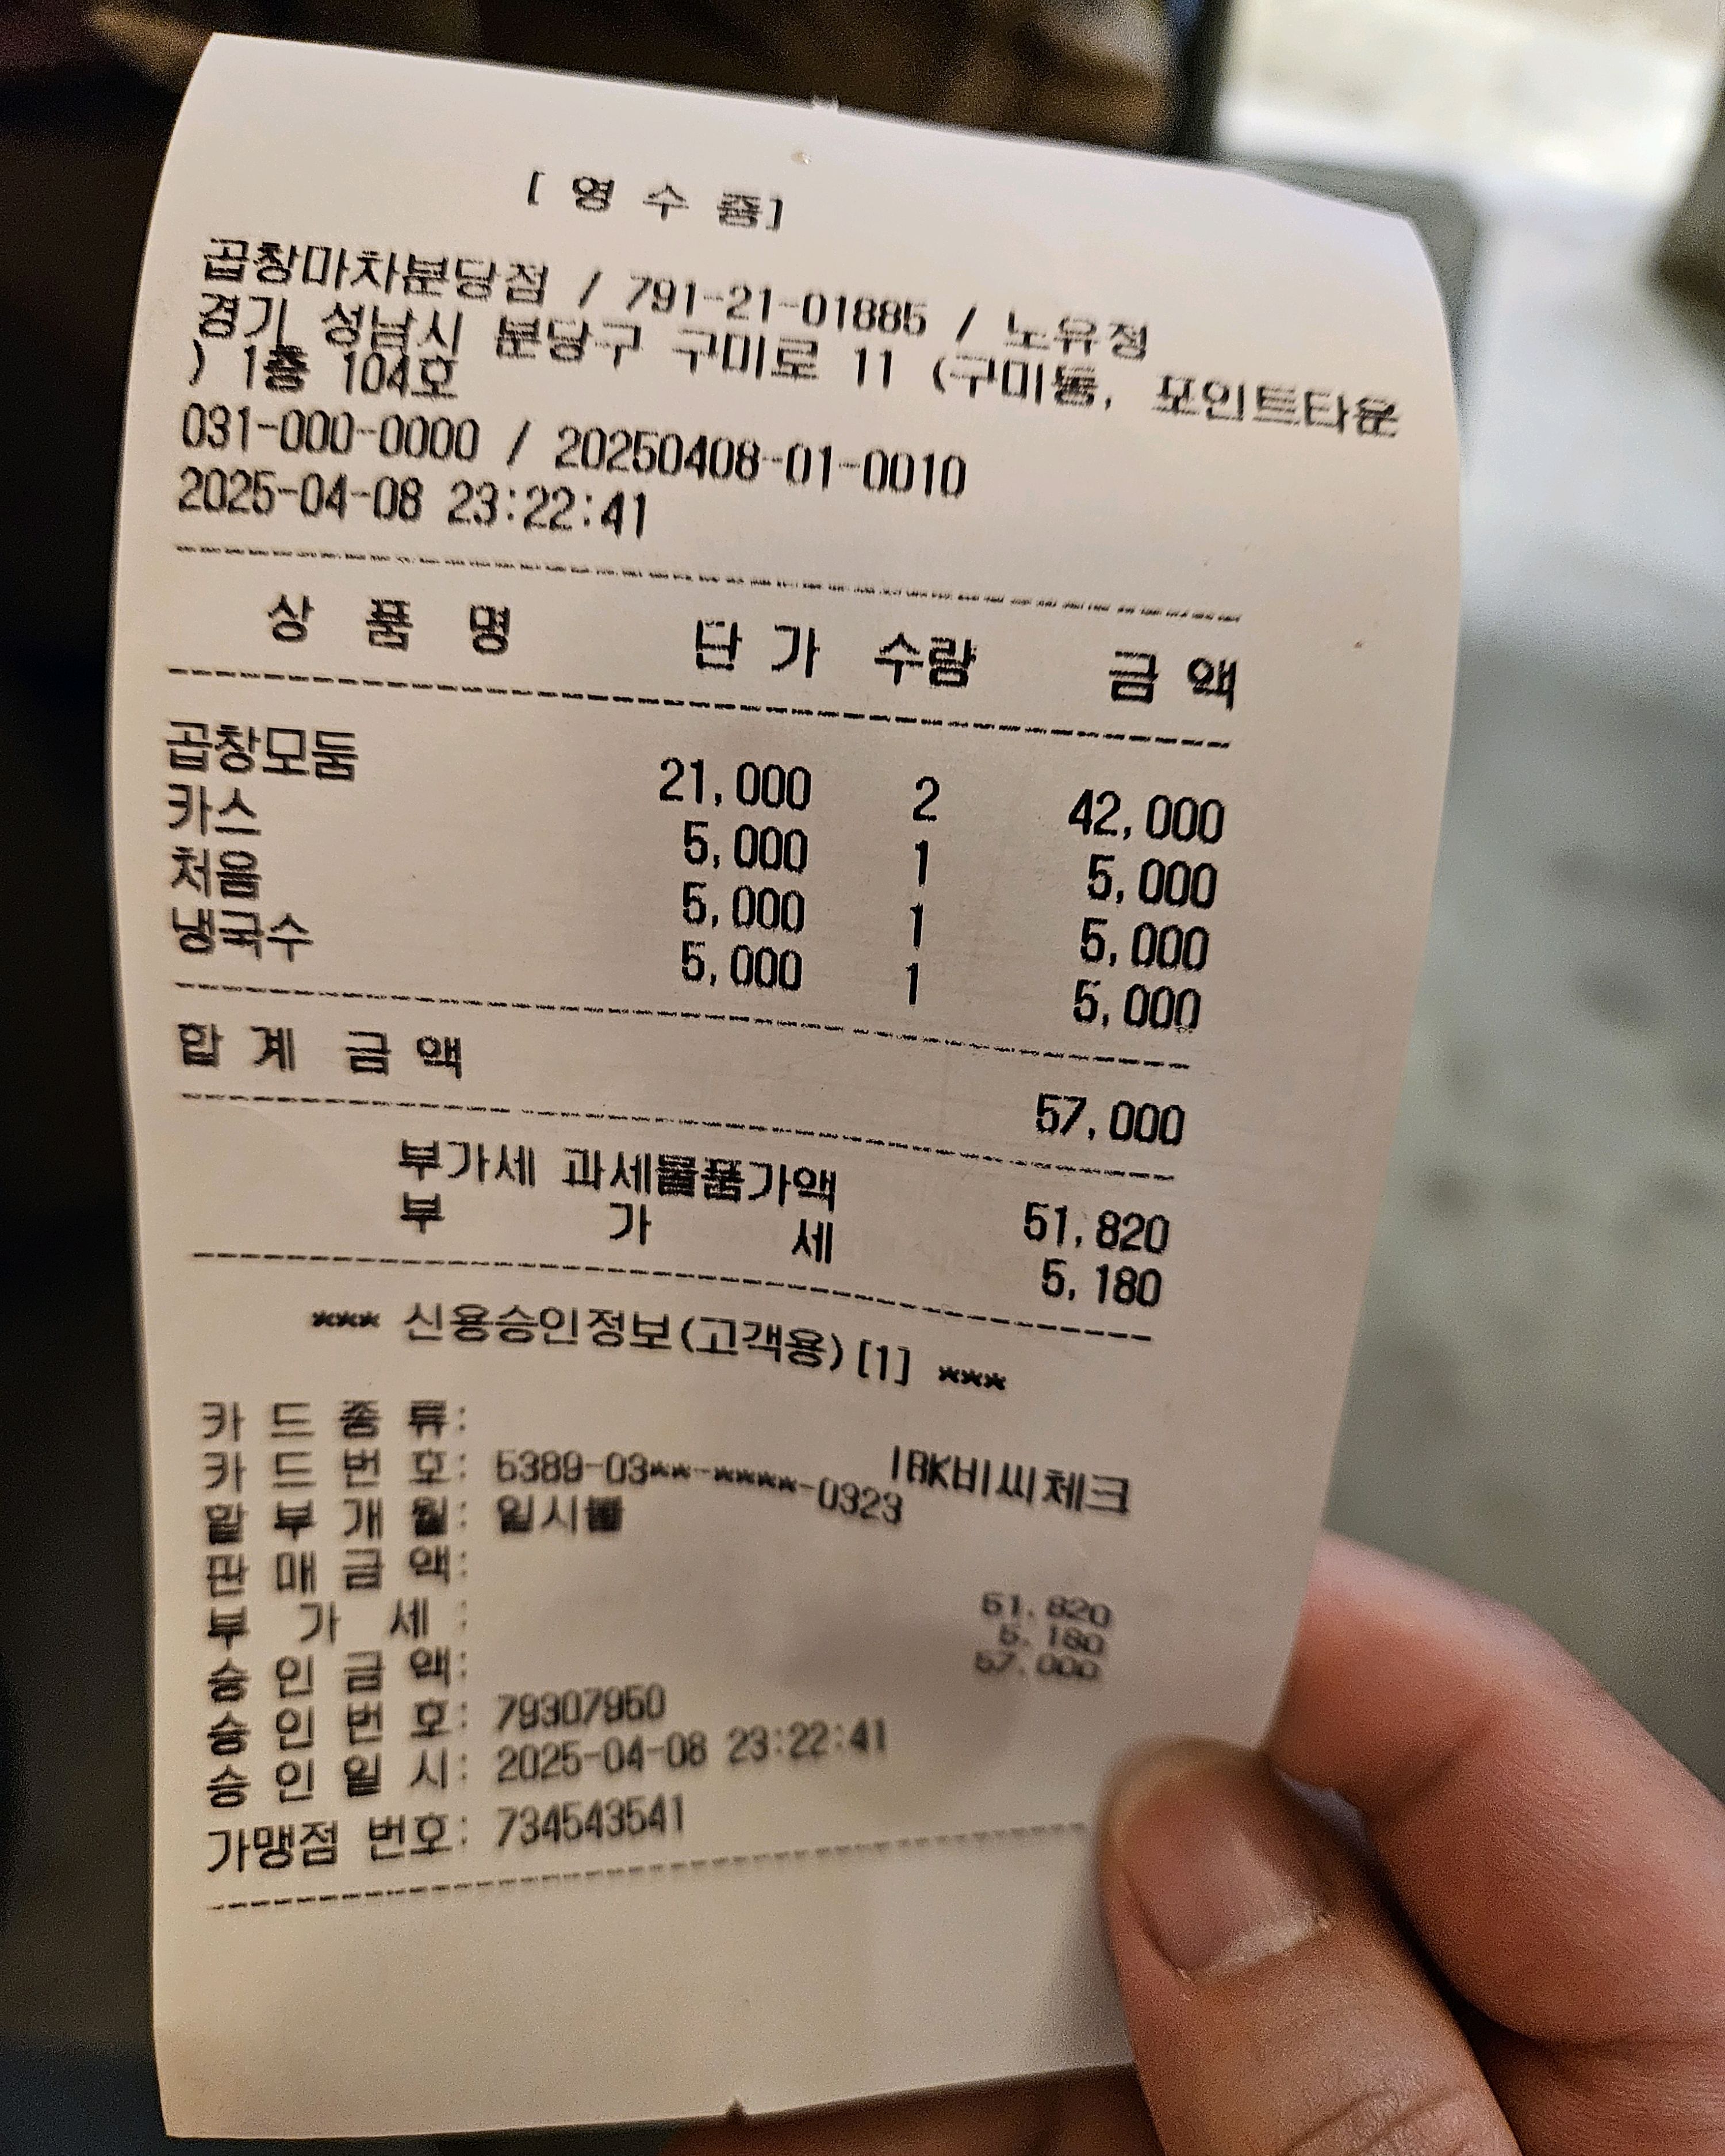 [ 영 수 증]
곱창마차분당점 / 791-21-01885 / 노유정
경기 성남시 분당구 구미로 11 (구미동, 포인트타운
) 1층 104호
031-000-0000 / 20250408-01-0010
2025-04-08 23:22:41
상 품 명 단 가 수량 금 액
곱창모둠 21,000 2 42,000
카스 5,000 1 5,000
처음 5,000 1 5,000
냉국수 5,000 1 5,000
합 계 금 액 57,000
부가세 과세물품가액 51,820
부 가 세 5,180
*** 신용승인정보(고객용)[1] ***
카 드 종 류: IBK비씨체크
카 드 번 호: 5389-03**-****-0323
할 부 개 월: 일시불
판 매 금 액: 51,820
부 가 세 : 5,180
승 인 금 액: 57,000
승 인 번 호: 79307950
승 인 일 시: 2025-04-08 23:22:41
가맹점 번호: 734543541